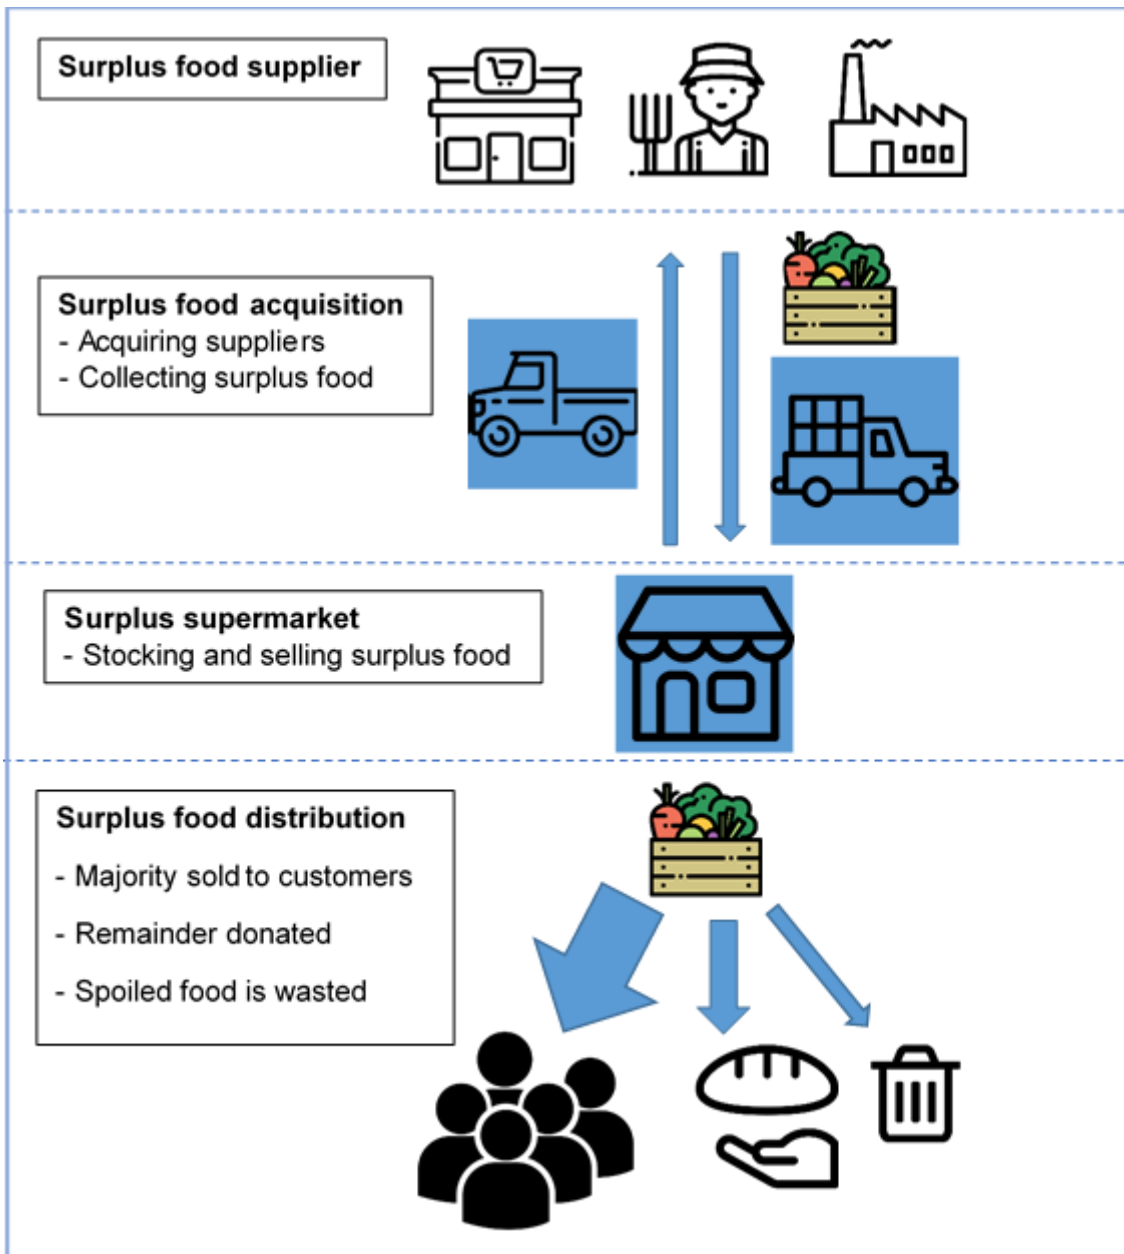 Surplus food supplier
Surplus food acquisition
- Acquiring suppliers
- Collecting surplus food
Surplus supermarket
- Stocking and selling surplus food
Surplus food distribution
- Majority sold to customers
- Remainder donated
- Spoiled food is wasted